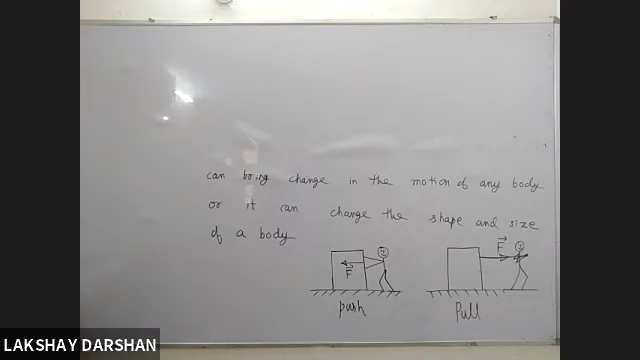 can bring change in the motion of any body
or it can change the shape and size
of a body
F
F
push
Pull
LAKSHAY DARSHAN